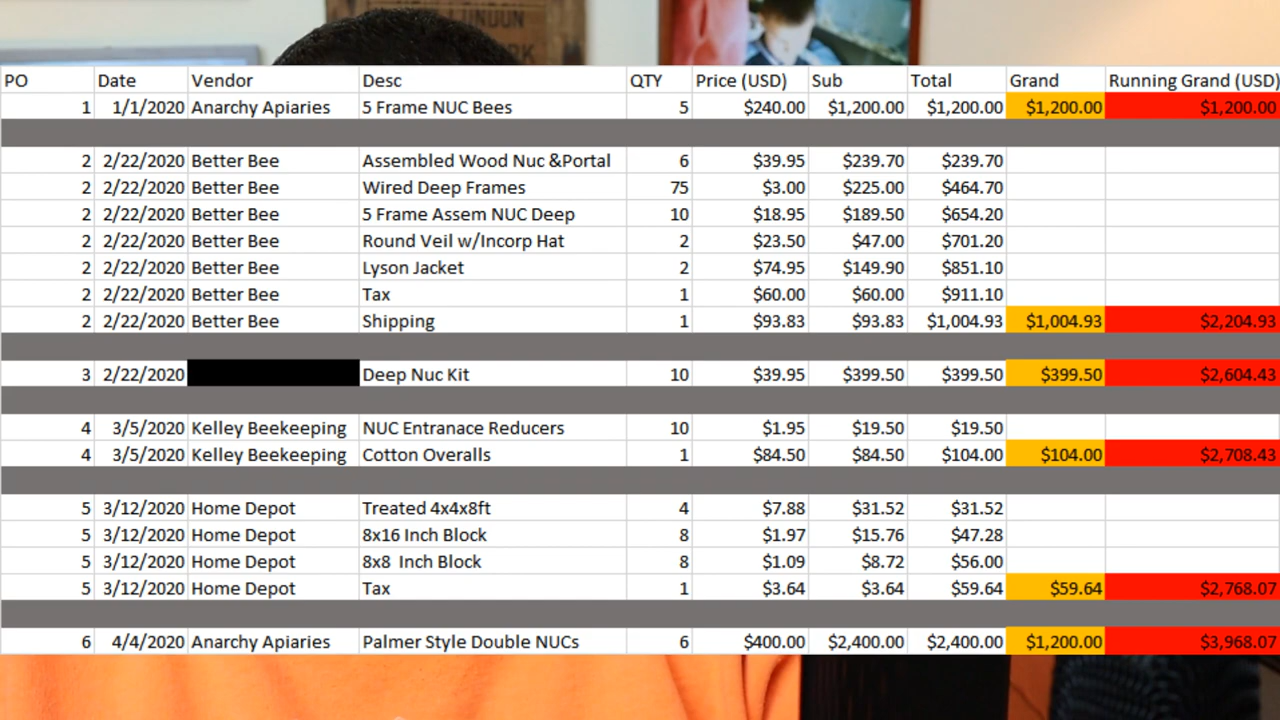 UNDUN
RK
PO Date Vendor Desc QTY Price (USD) Sub Total Grand Running Grand (USD)
1 1/1/2020 Anarchy Apiaries 5 Frame NUC Bees 5 $240.00 $1,200.00 $1,200.00 $1,200.00 $1,200.00
2 2/22/2020 Better Bee Assembled Wood Nuc &Portal 6 $39.95 $239.70 $239.70
2 2/22/2020 Better Bee Wired Deep Frames 75 $3.00 $225.00 $464.70
2 2/22/2020 Better Bee 5 Frame Assem NUC Deep 10 $18.95 $189.50 $654.20
2 2/22/2020 Better Bee Round Veil w/Incorp Hat 2 $23.50 $47.00 $701.20
2 2/22/2020 Better Bee Lyson Jacket 2 $74.95 $149.90 $851.10
2 2/22/2020 Better Bee Tax 1 $60.00 $60.00 $911.10
2 2/22/2020 Better Bee Shipping 1 $93.83 $93.83 $1,004.93 $1,004.93 $2,204.93
3 2/22/2020 Deep Nuc Kit 10 $39.95 $399.50 $399.50 $399.50 $2,604.43
4 3/5/2020 Kelley Beekeeping NUC Entranace Reducers 10 $1.95 $19.50 $19.50
4 3/5/2020 Kelley Beekeeping Cotton Overalls 1 $84.50 $84.50 $104.00 $104.00 $2,708.43
5 3/12/2020 Home Depot Treated 4x4x8ft 4 $7.88 $31.52 $31.52
5 3/12/2020 Home Depot 8x16 Inch Block 8 $1.97 $15.76 $47.28
5 3/12/2020 Home Depot 8x8 Inch Block 8 $1.09 $8.72 $56.00
5 3/12/2020 Home Depot Tax 1 $3.64 $3.64 $59.64 $59.64 $2,768.07
6 4/4/2020 Anarchy Apiaries Palmer Style Double NUCs 6 $400.00 $2,400.00 $2,400.00 $1,200.00 $3,968.07